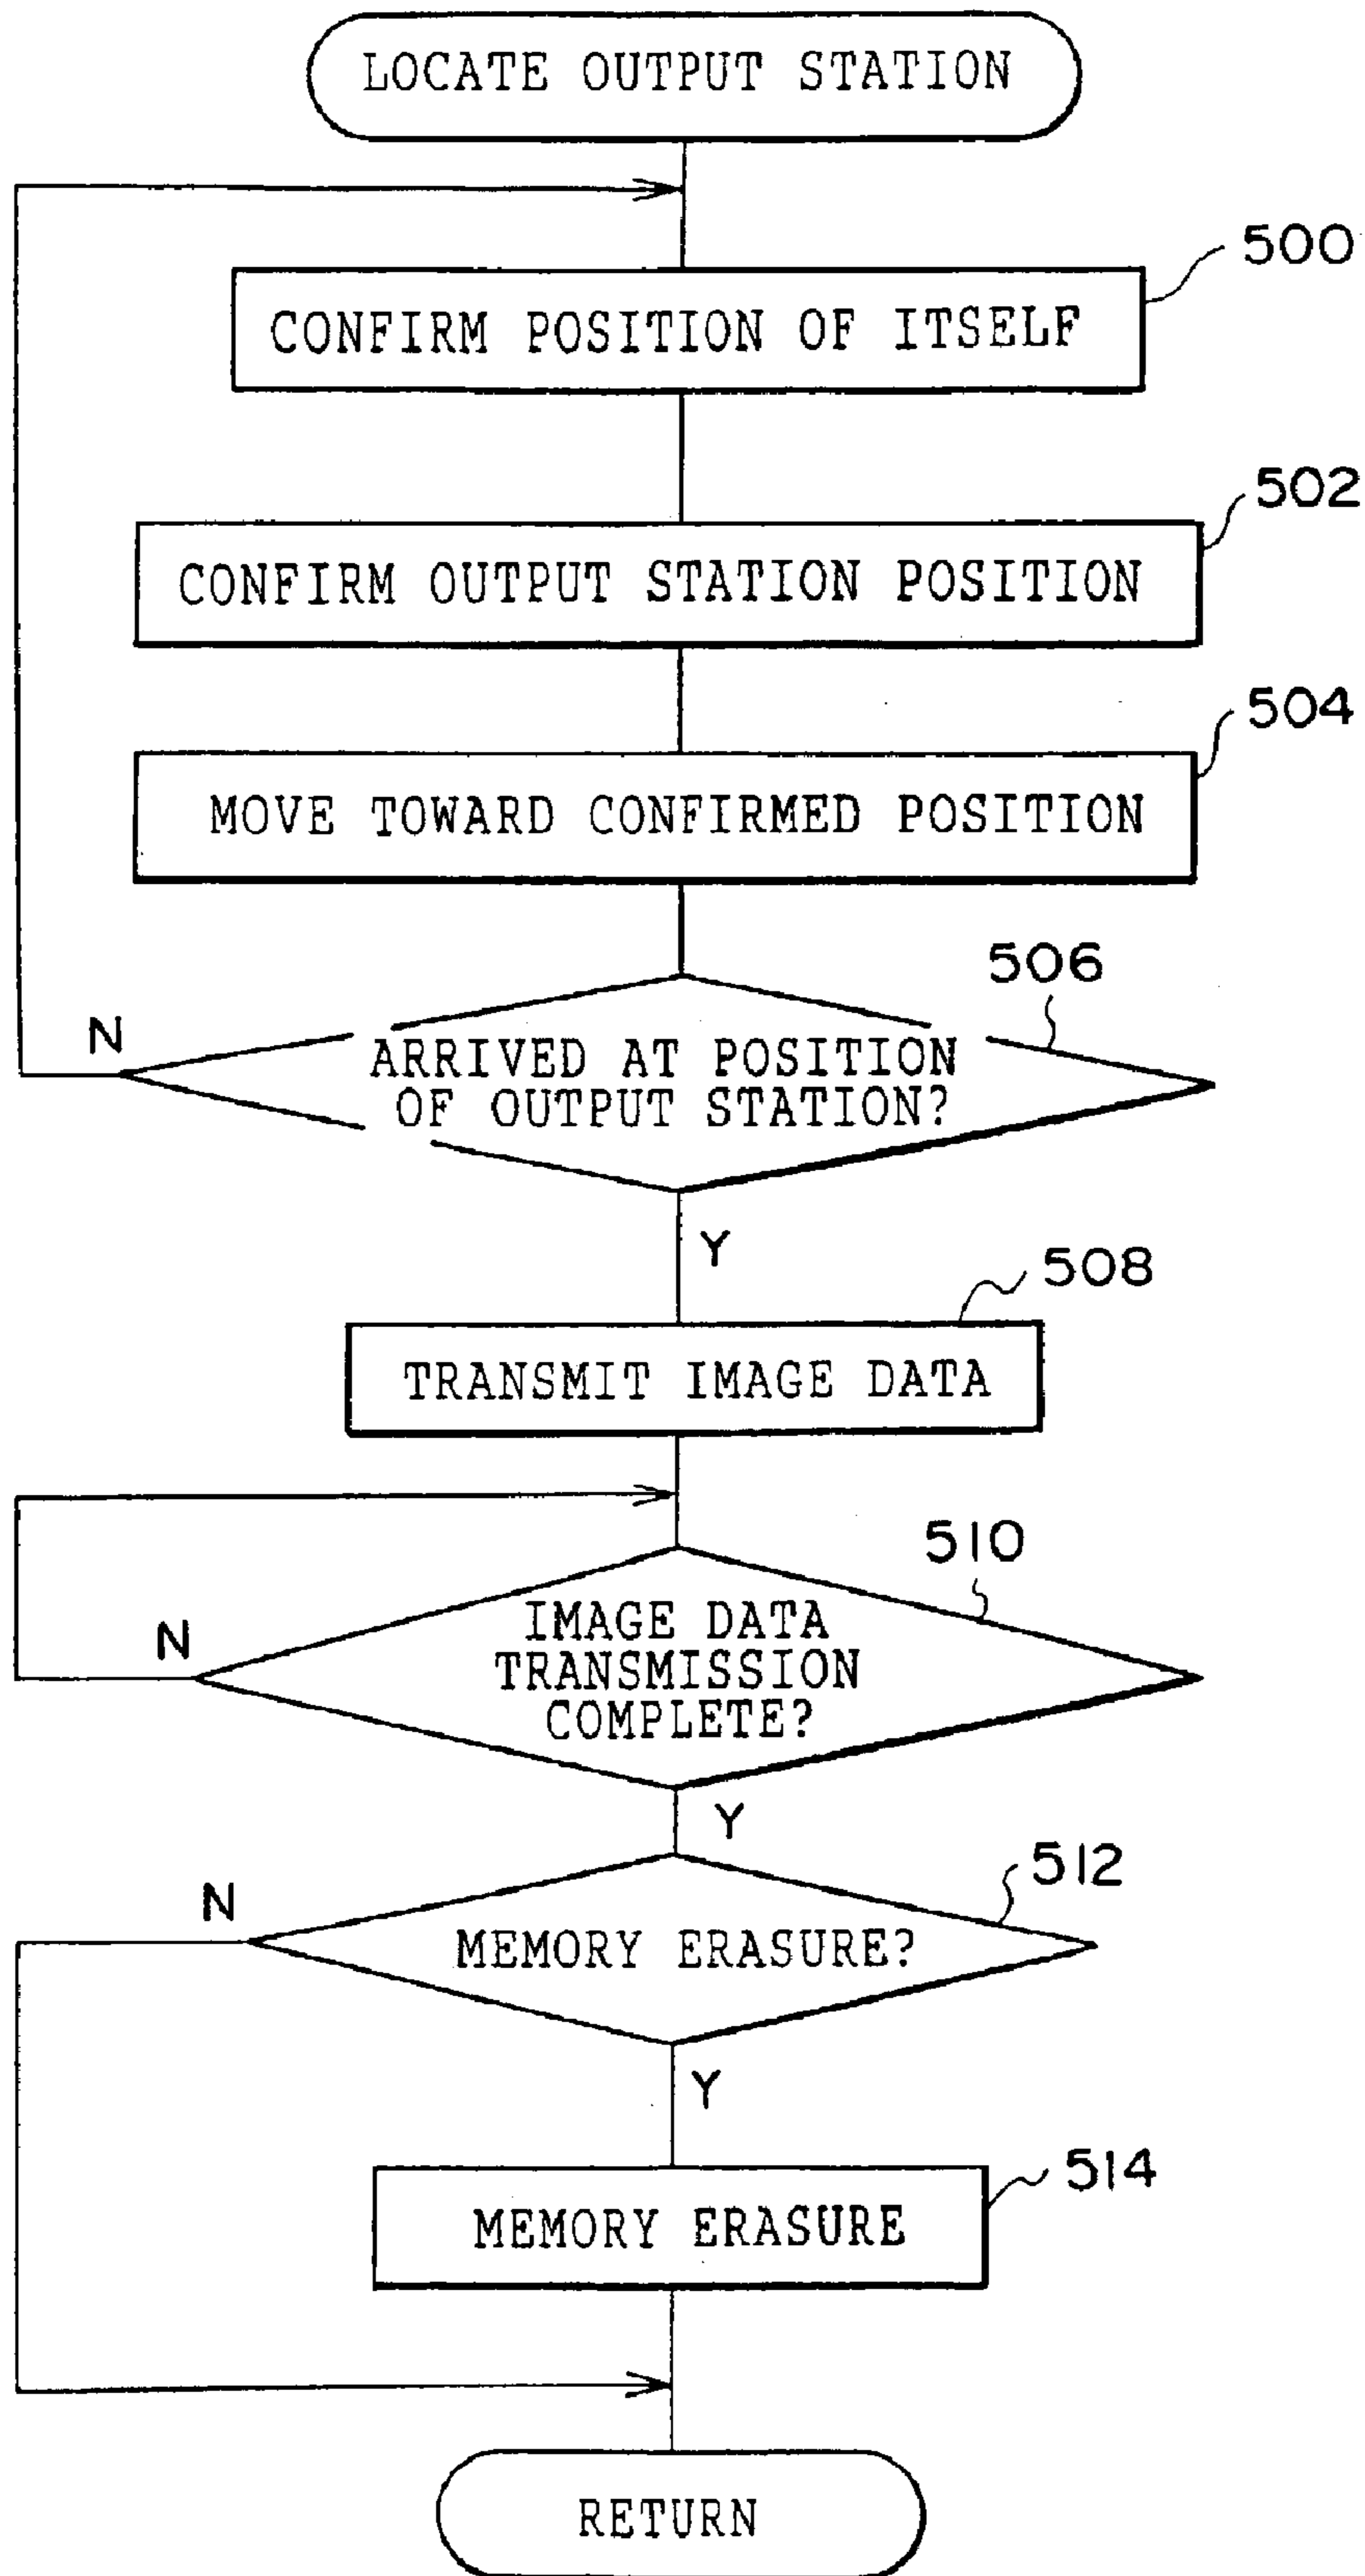 LOCATE OUTPUT STATION
500
CONFIRM POSITION OF ITSELF
502
CONFIRM OUTPUT STATION POSITION
504
MOVE TOWARD CONFIRMED POSITION
506
N
ARRIVED AT POSITION
OF OUTPUT STATION?
Y
508
TRANSMIT IMAGE DATA
510
N
IMAGE DATA
TRANSMISSION
COMPLETE?
Y
512
N
MEMORY ERASURE?
Y
514
MEMORY ERASURE
RETURN